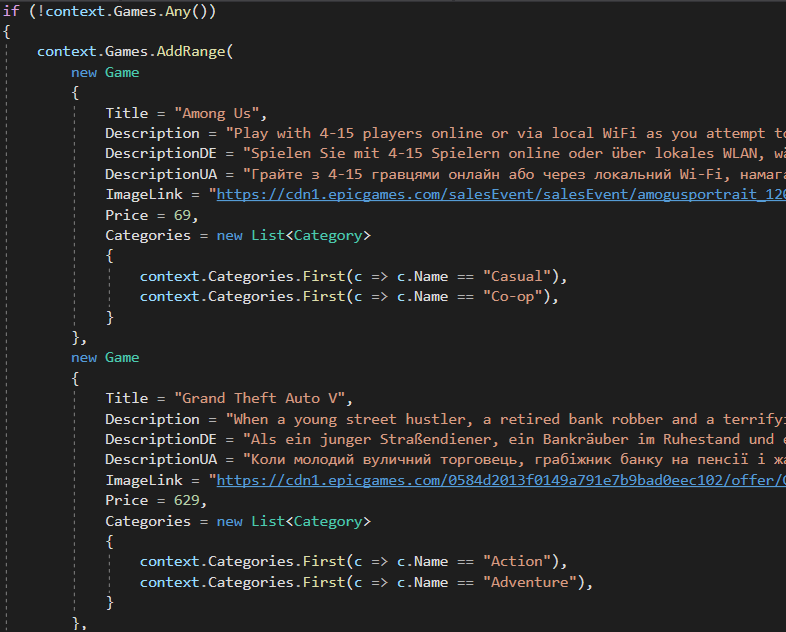 if (!context.Games.Any())
{
context.Games.AddRange(
new Game
{
Title = "Among Us",
Description = "Play with 4-15 players online or via local WiFi as you attempt to
DescriptionDE = "Spielen Sie mit 4-15 Spielern online oder über lokales WLAN, wä
DescriptionUA = "Грайте з 4-15 гравцями онлайн або через локальний Wi-Fi, намага
ImageLink = "https://cdn1.epicgames.com/salesEvent/salesEvent/amogusportrait_120
Price = 69,
Categories = new List<Category>
{
context.Categories.First(c => c.Name == "Casual"),
context.Categories.First(c => c.Name == "Co-op"),
}
},
new Game
{
Title = "Grand Theft Auto V",
Description = "When a young street hustler, a retired bank robber and a terrifyi
DescriptionDE = "Als ein junger Straßendiener, ein Bankräuber im Ruhestand und e
DescriptionUA = "Коли молодий вуличний торговець, грабіжник банку на пенсії і жа
ImageLink = "https://cdn1.epicgames.com/0584d2013f0149a791e7b9bad0eec102/offer/G
Price = 629,
Categories = new List<Category>
{
context.Categories.First(c => c.Name == "Action"),
context.Categories.First(c => c.Name == "Adventure"),
}
},